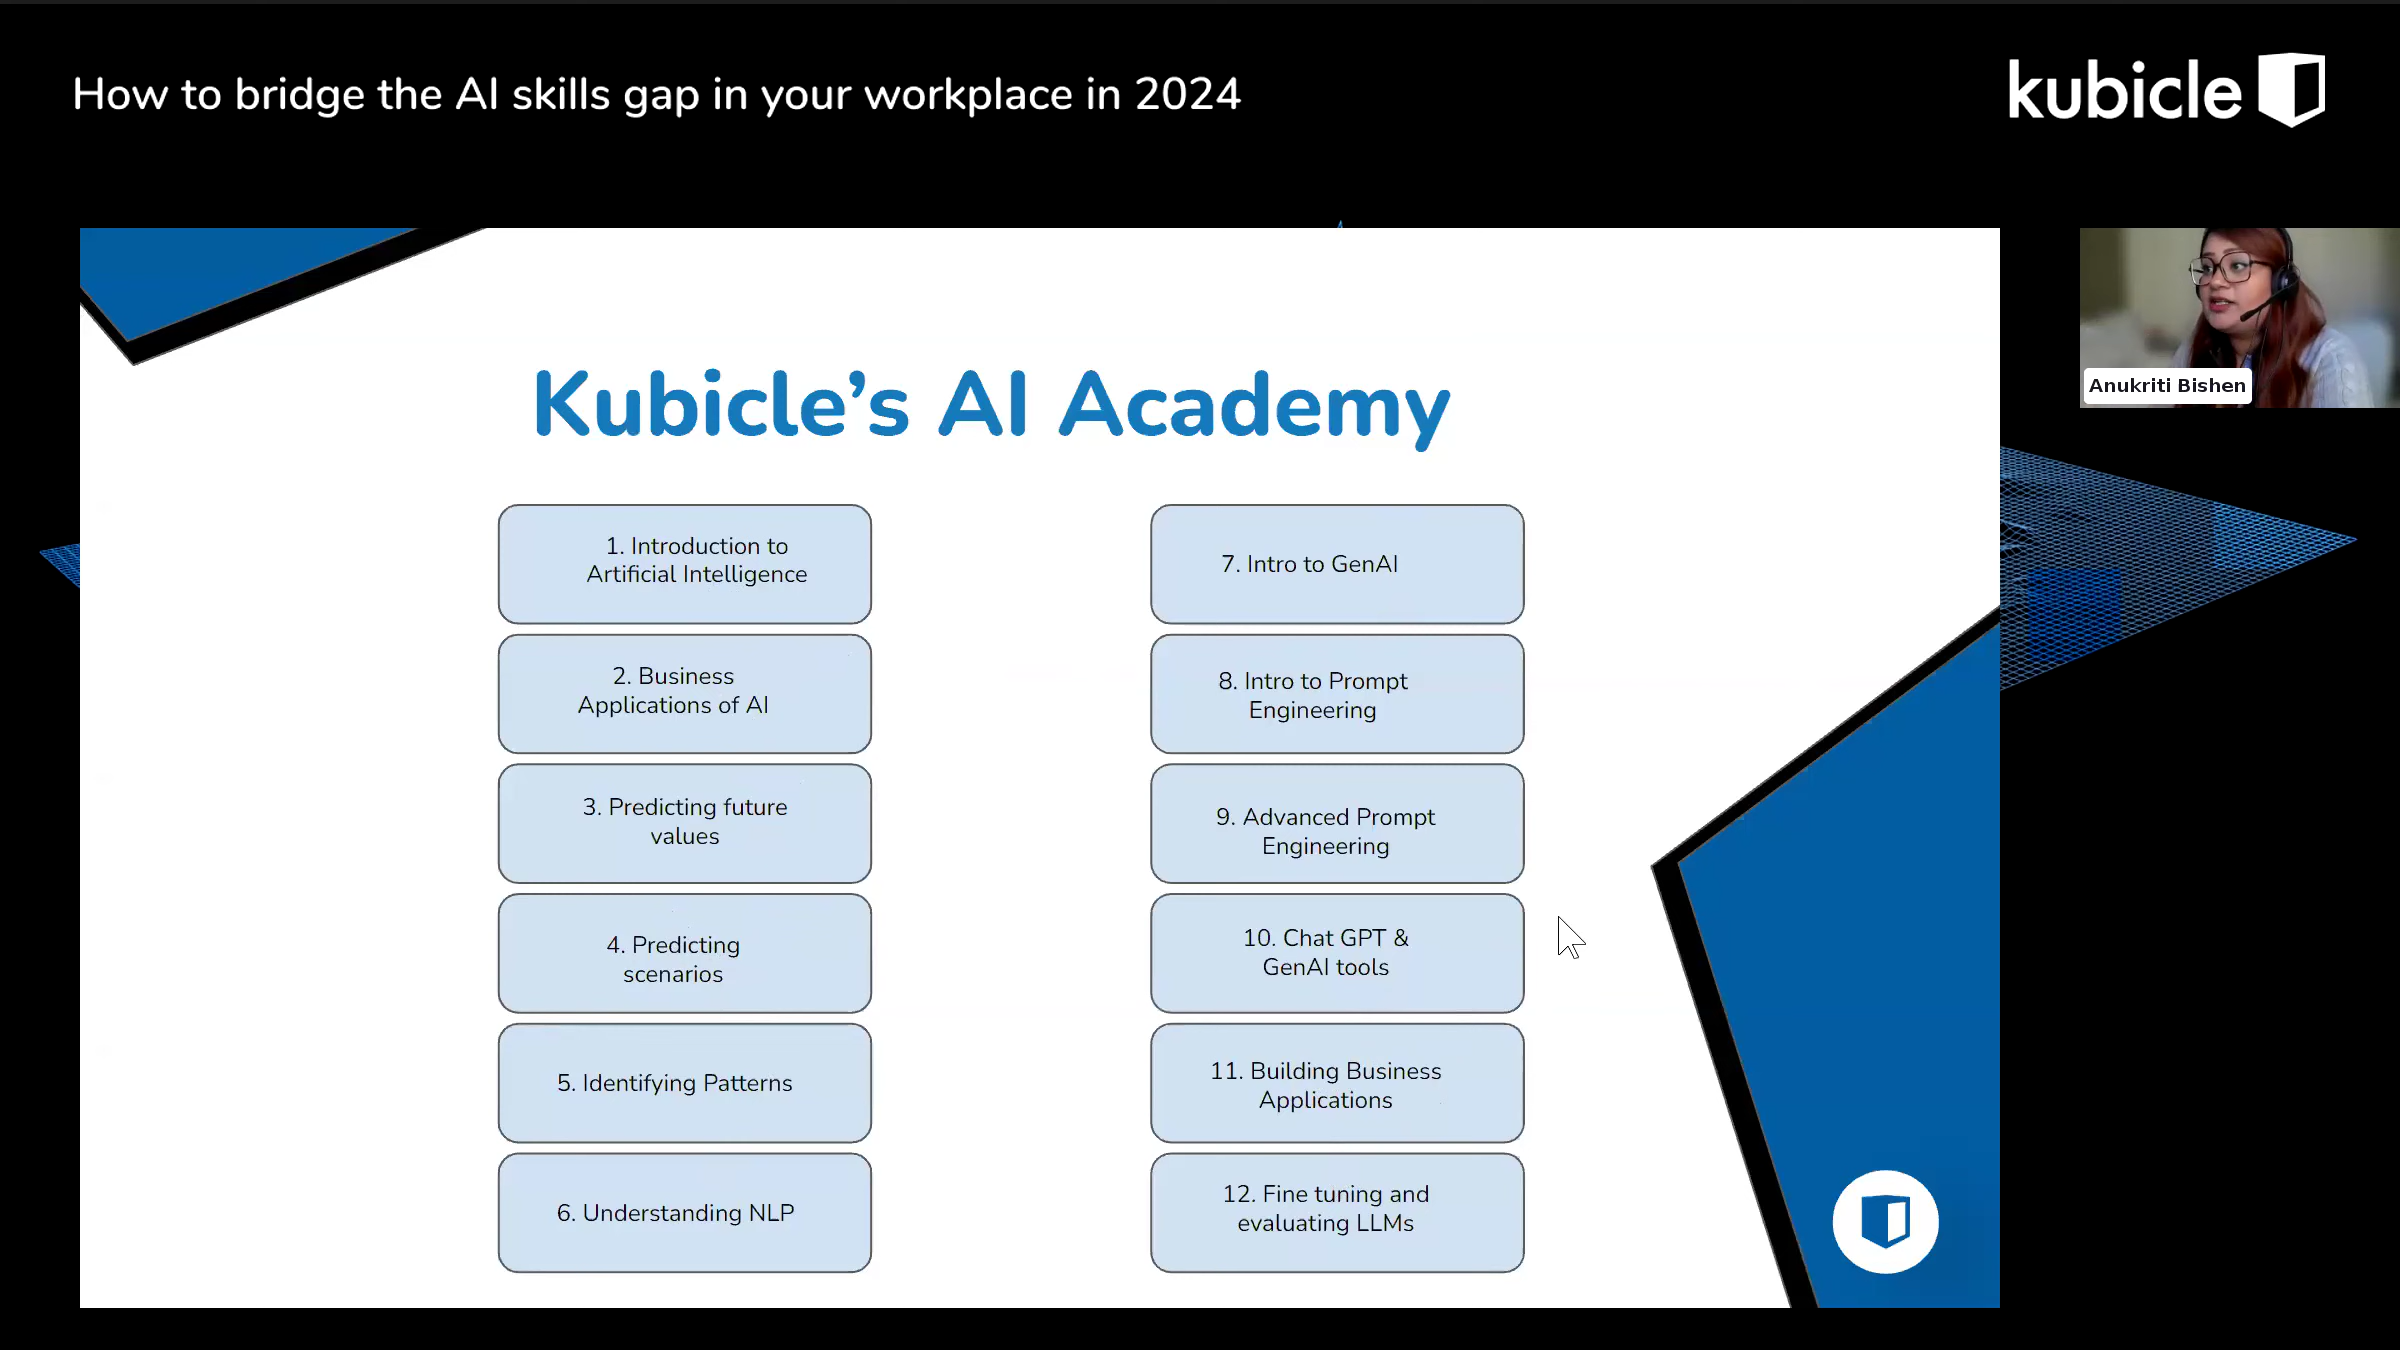 How to bridge the AI skills gap in your workplace in 2024
kubicle
Anukriti Bishen
Kubicle’s AI Academy
1. Introduction to
Artificial Intelligence
2. Business
Applications of AI
3. Predicting future
values
4. Predicting
scenarios
5. Identifying Patterns
6. Understanding NLP
7. Intro to GenAI
8. Intro to Prompt
Engineering
9. Advanced Prompt
Engineering
10. Chat GPT &
GenAI tools
11. Building Business
Applications
12. Fine tuning and
evaluating LLMs